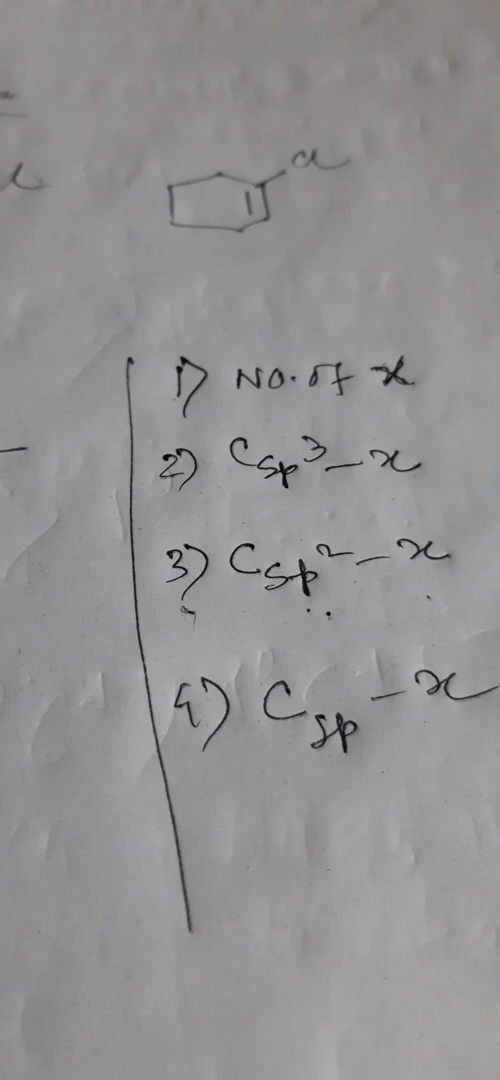 Cl
1) NO. of x
2) Csp³-x
3) Csp²-x
4) Csp-x